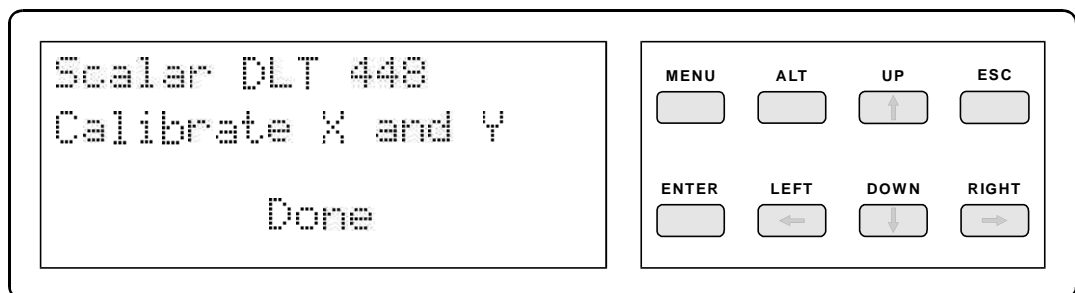 Scalar DLT 448
Calibrate X and Y
Done
MENU ALT UP ESC
ENTER LEFT DOWN RIGHT